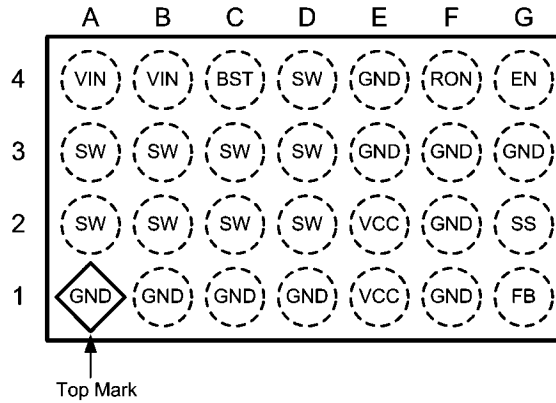 A B C D E F G
4 VIN VIN BST SW GND RON EN
3 SW SW SW SW GND GND GND
2 SW SW SW SW VCC GND SS
1 GND GND GND GND VCC GND FB
Top Mark